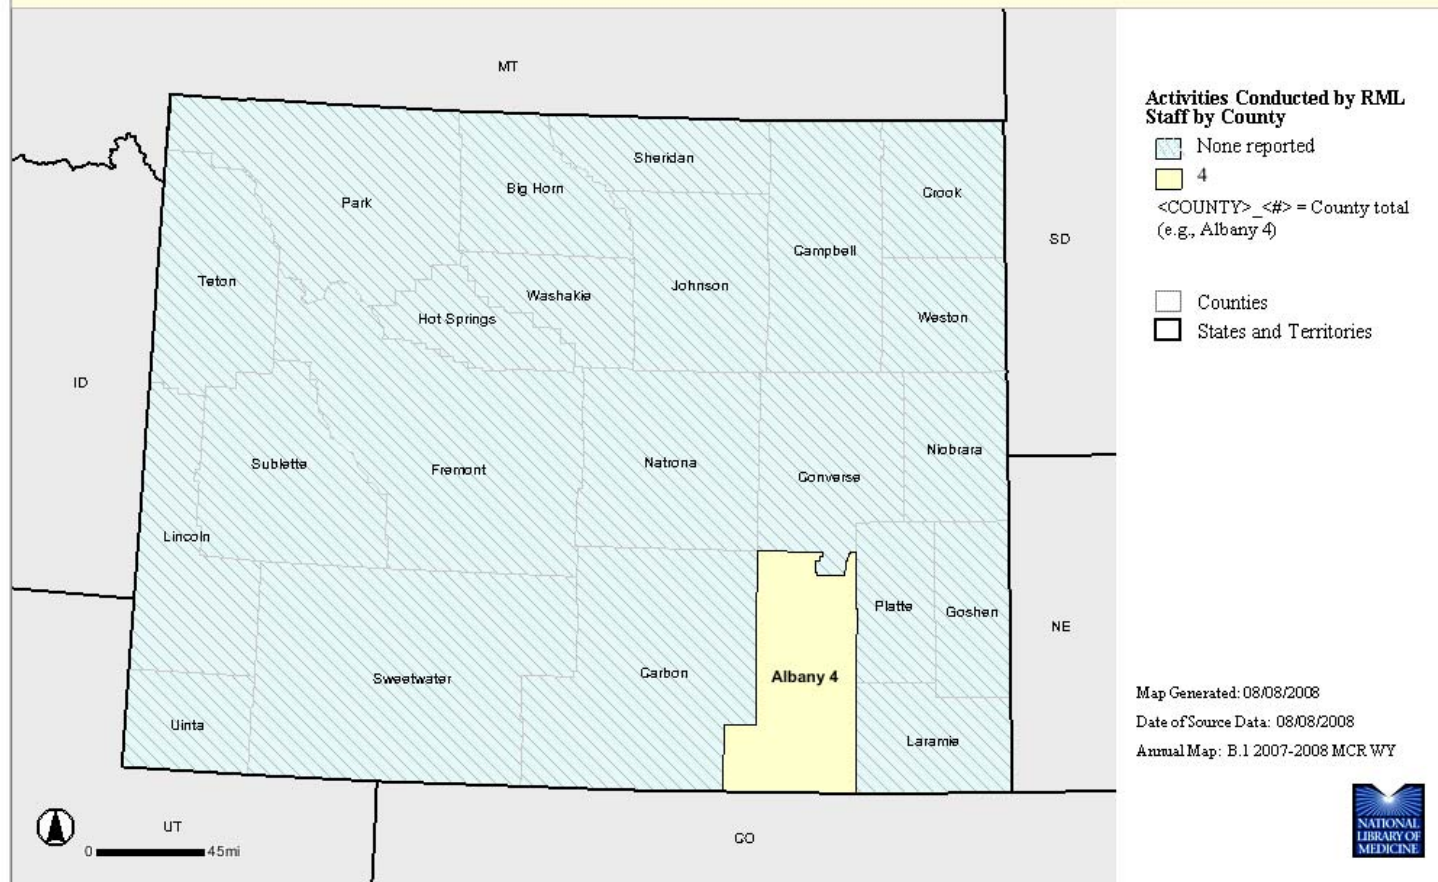 MT
Sheridan
Big Horn
Crook
Park
SD
Campbell
Teton
Johnson
Washakie
Hot Springs
Weston
ID
Niobrara
Sublette
Fremont
Natrona
Converse
Lincoln
Platte
Goshen
NE
Carbon
Albany 4
Sweetwater
Uinta
Laramie
UT
CO
0
45mi
Activities Conducted by RML
Staff by County
None reported
4
<COUNTY>_<#> = County total
(e.g., Albany 4)
Counties
States and Territories
Map Generated: 08/08/2008
Date of Source Data: 08/08/2008
Annual Map: B.1 2007-2008 MCR WY
NATIONAL
LIBRARY OF
MEDICINE